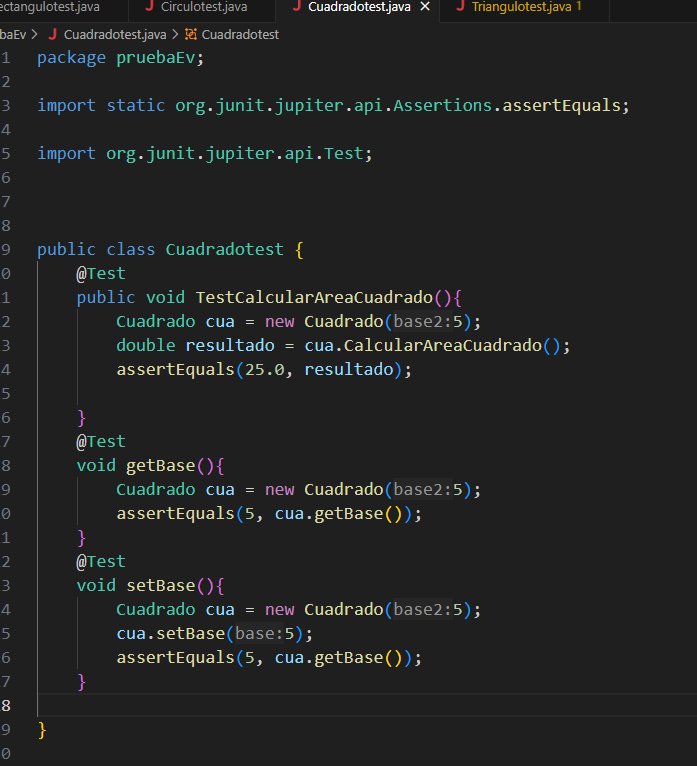 ectangulotest.java J Circulotest.java J Cuadradotest.java X J Triangulotest.java 1
baEv > J Cuadradotest.java > Cuadradotest
1 package pruebaEv;
2
3 import static org.junit.jupiter.api.Assertions.assertEquals;
4
5 import org.junit.jupiter.api.Test;
6
7
8
9 public class Cuadradotest {
0 @Test
1 public void TestCalcularAreaCuadrado(){
2 Cuadrado cua = new Cuadrado(base2:5);
3 double resultado = cua.CalcularAreaCuadrado();
4 assertEquals(25.0, resultado);
5
6 }
7 @Test
8 void getBase(){
9 Cuadrado cua = new Cuadrado(base2:5);
0 assertEquals(5, cua.getBase());
1 }
2 @Test
3 void setBase(){
4 Cuadrado cua = new Cuadrado(base2:5);
5 cua.setBase(base:5);
6 assertEquals(5, cua.getBase());
7 }
8
9 }
0